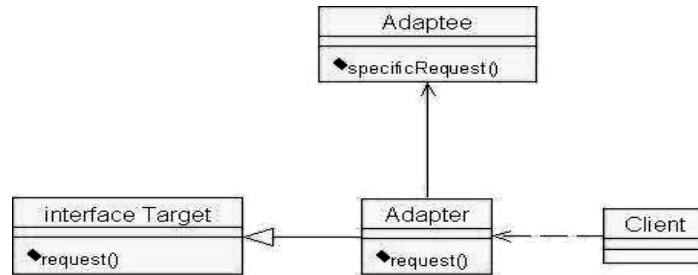 Adaptee
specificRequest()
interface Target
request()
Adapter
request()
Client